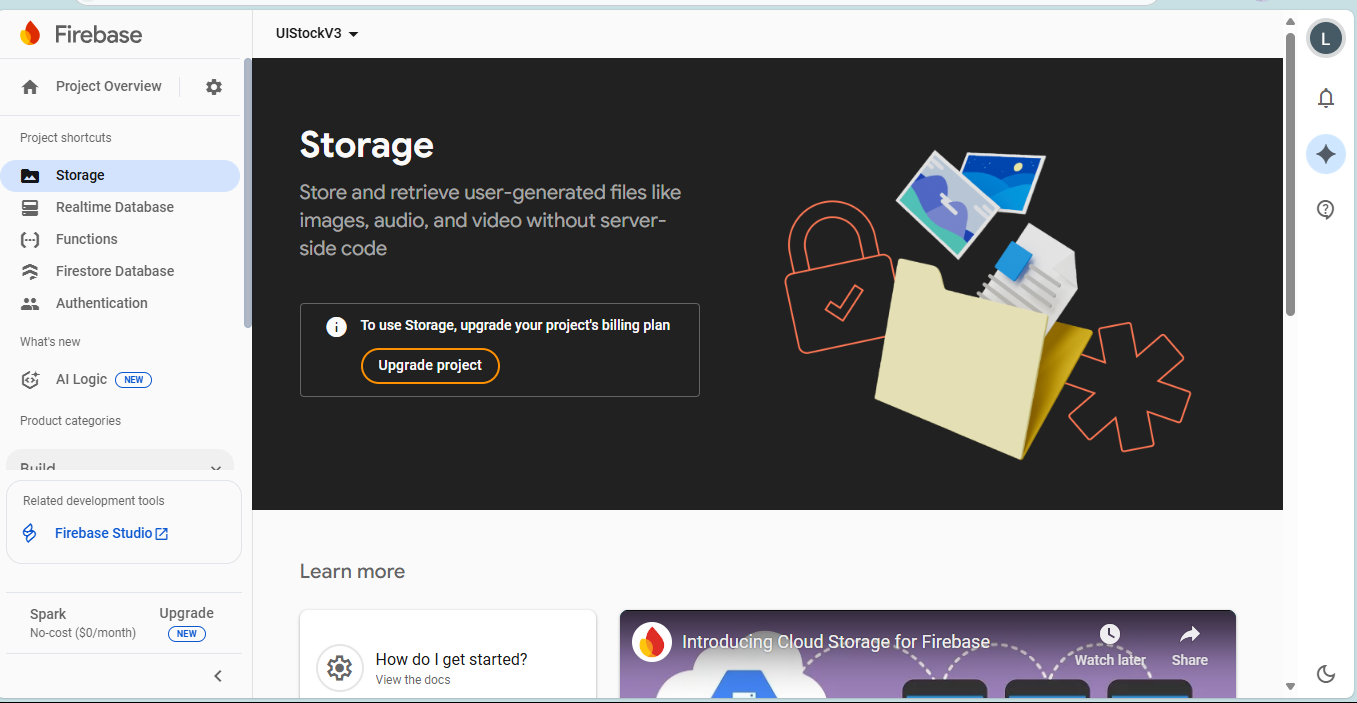 Firebase
UIStockV3
L
Project Overview
Project shortcuts
Storage
Realtime Database
Functions
Firestore Database
Authentication
What's new
AI Logic NEW
Product categories
Build
Related development tools
Firebase Studio
Spark
No-cost ($0/month)
Upgrade
NEW
Storage
Store and retrieve user-generated files like
images, audio, and video without server-
side code
To use Storage, upgrade your project's billing plan
Upgrade project
Learn more
How do I get started?
View the docs
Introducing Cloud Storage for Firebase
Watch later
Share